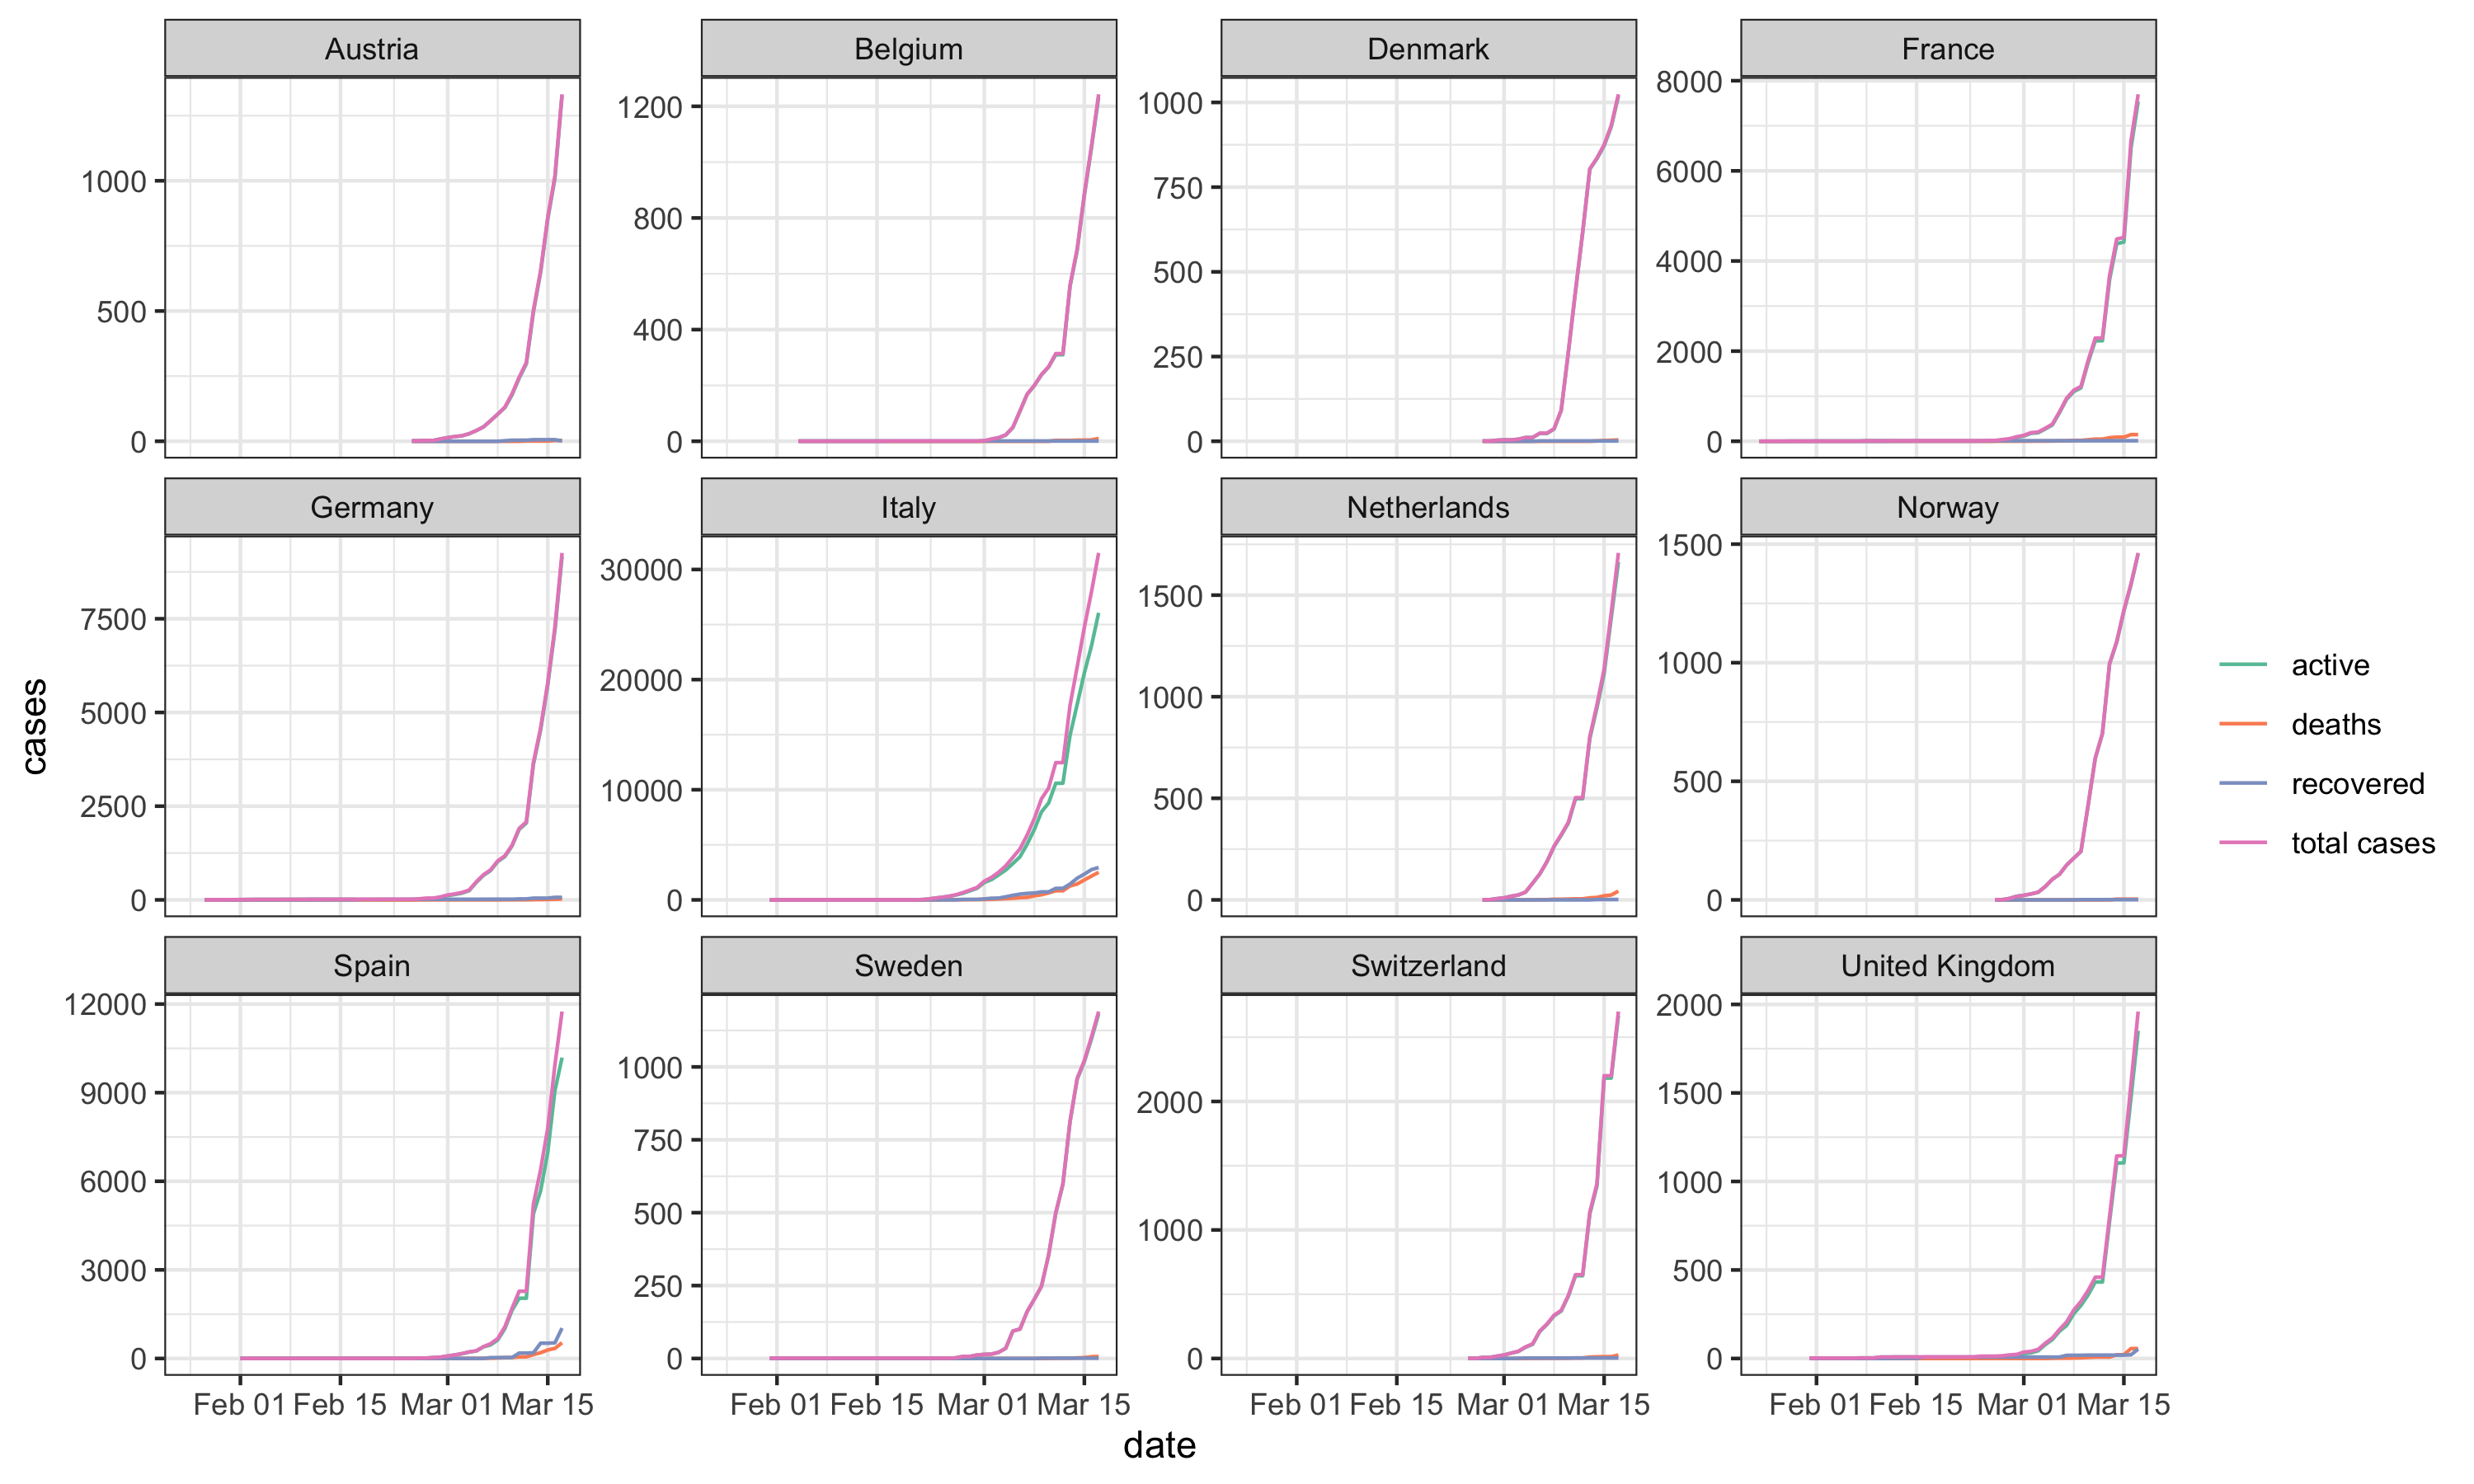 Austria
Belgium
Denmark
France
1000
500
0
1200
800
400
0
1000
750
500
250
0
8000
6000
4000
2000
0
Germany
Italy
Netherlands
Norway
7500
5000
2500
0
30000
20000
10000
0
1500
1000
500
0
1500
1000
500
0
Spain
Sweden
Switzerland
United Kingdom
12000
9000
6000
3000
0
1000
750
500
250
0
2000
1000
0
2000
1500
1000
500
0
Feb 01 Feb 15 Mar 01 Mar 15
Feb 01 Feb 15 Mar 01 Mar 15
Feb 01 Feb 15 Mar 01 Mar 15
Feb 01 Feb 15 Mar 01 Mar 15
date
cases
active
deaths
recovered
total cases